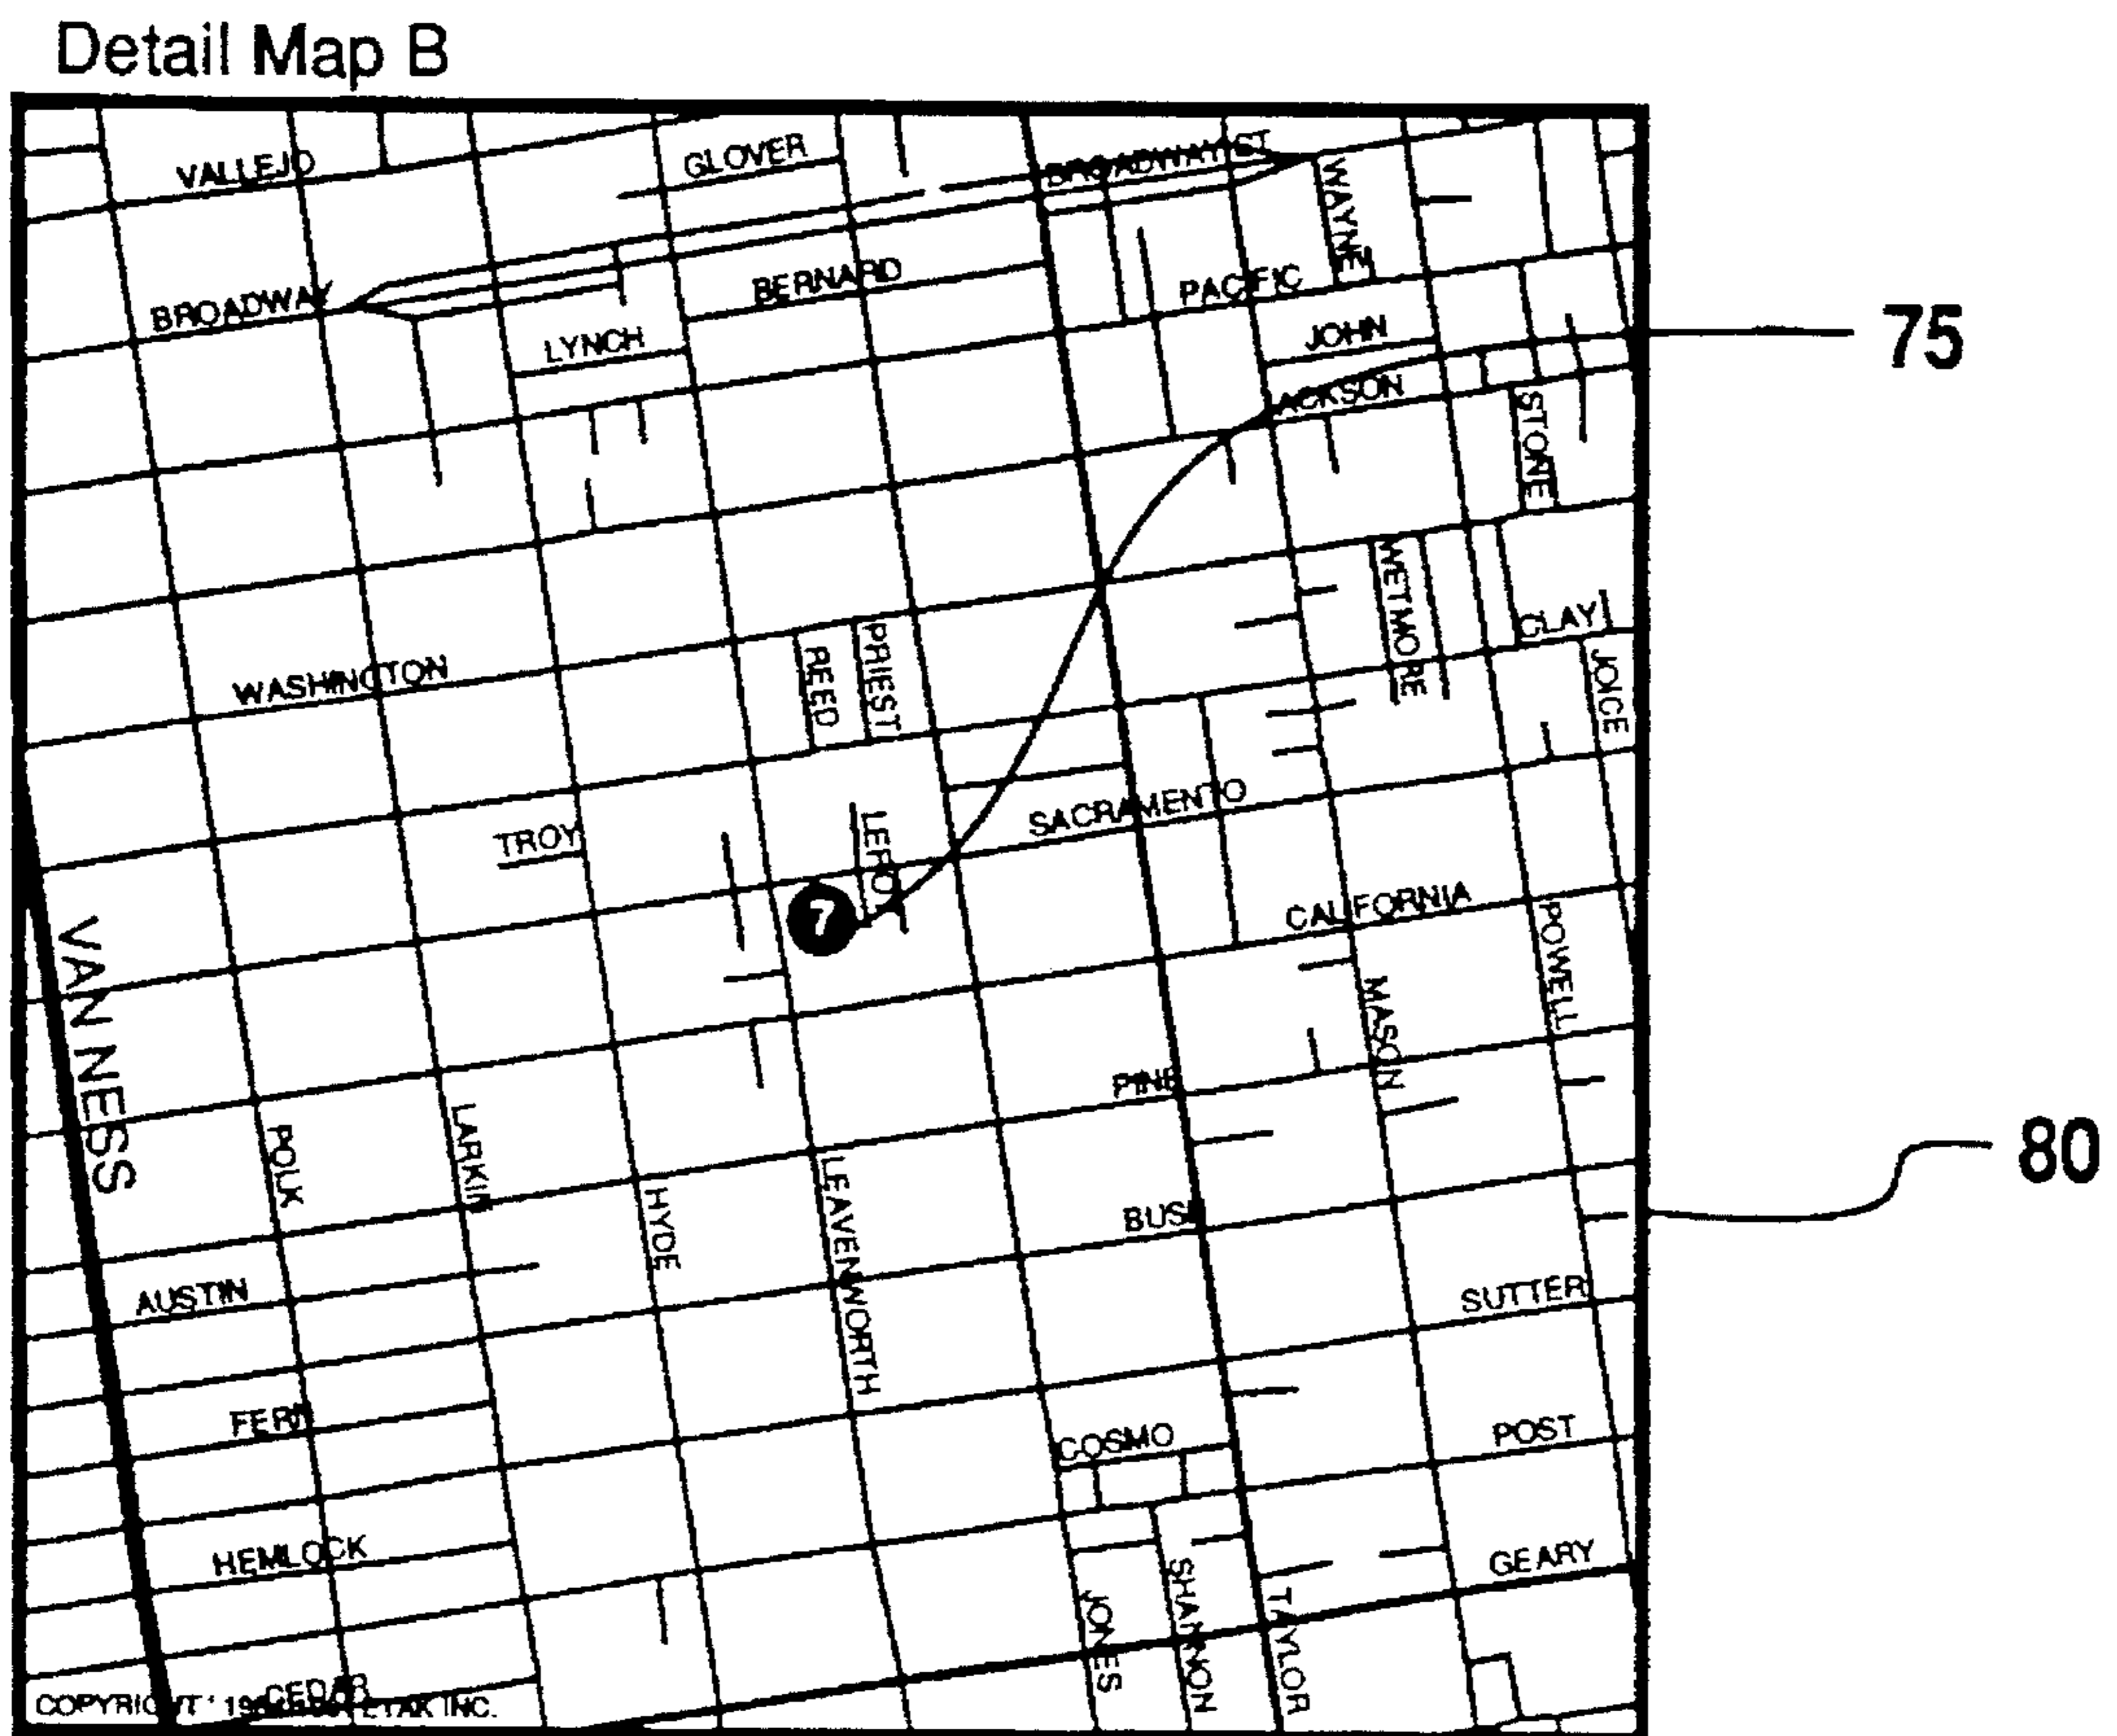 Detail Map B
VALLEJO
GLOVER
BROADWAY ST
WAYNE
BROADWAY
BERNARD
PACIFIC
LYNCH
JOHN
75
ACKSON
STONE
WETMORE
CLAY
WASHINGTON
REED
PRIEST
JOICE
TROY
LEROY
SACRAMENTO
7
CALIFORNIA
VAN NESS
POWELL
MASON
PINE
80
POLK
LARKIN
HYDE
LEAVENWORTH
BUSH
AUSTIN
SUTTER
FERN
COSMO
POST
HEMLOCK
GEARY
JONES
SHANNON
TAYLOR
CEDAR
COPYRIGHT ETAK INC.